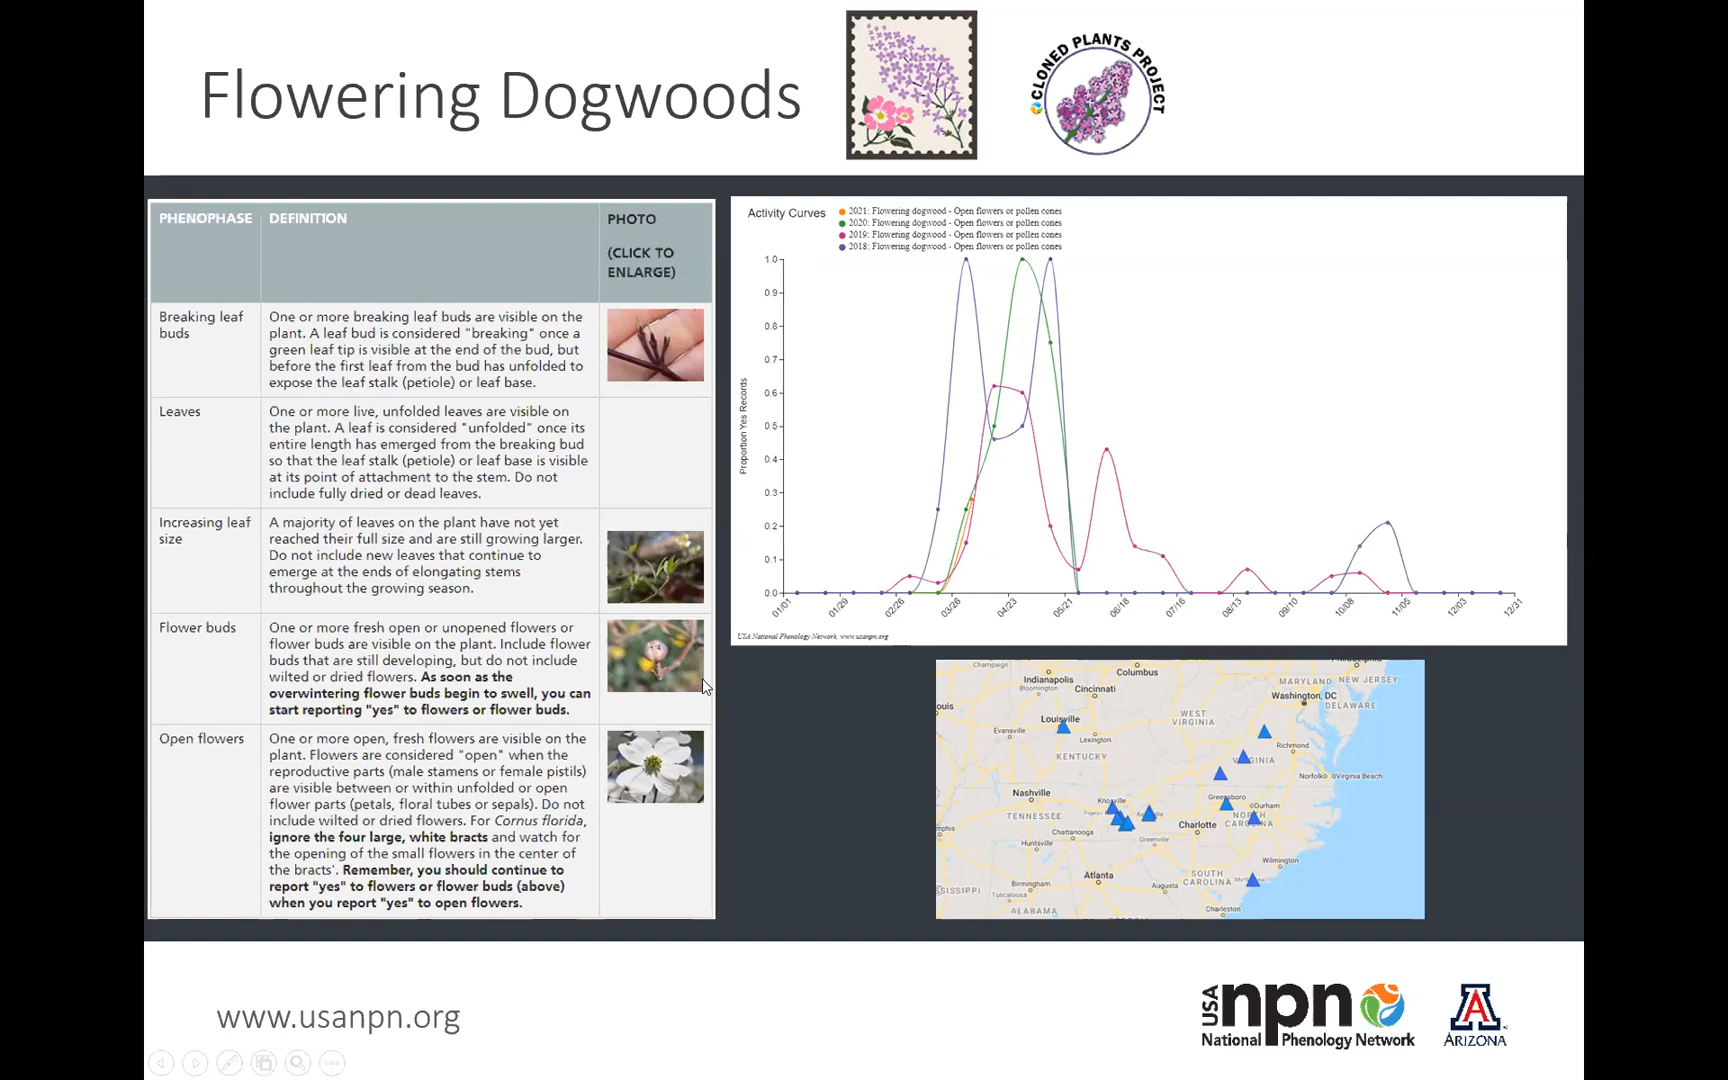 Flowering Dogwoods
CLONED PLANTS PROJECT
PHENOPHASE
DEFINITION
PHOTO
(CLICK TO
ENLARGE)
Breaking leaf
buds
One or more breaking leaf buds are visible on the
plant. A leaf bud is considered "breaking" once a
green leaf tip is visible at the end of the bud, but
before the first leaf from the bud has unfolded to
expose the leaf stalk (petiole) or leaf base.
Leaves
One or more live, unfolded leaves are visible on
the plant. A leaf is considered "unfolded" once its
entire length has emerged from the breaking bud
so that the leaf stalk (petiole) or leaf base is visible
at its point of attachment to the stem. Do not
include fully dried or dead leaves.
Increasing leaf
size
A majority of leaves on the plant have not yet
reached their full size and are still growing larger.
Do not include new leaves that continue to
emerge at the ends of elongating stems
throughout the growing season.
Flower buds
One or more fresh open or unopened flowers or
flower buds are visible on the plant. Include flower
buds that are still developing, but do not include
wilted or dried flowers. As soon as the
overwintering flower buds begin to swell, you can
start reporting "yes" to flowers or flower buds.
Open flowers
One or more open, fresh flowers are visible on the
plant. Flowers are considered "open" when the
reproductive parts (male stamens or female pistils)
are visible between or within unfolded or open
flower parts (petals, floral tubes or sepals). Do not
include wilted or dried flowers. For Cornus florida,
ignore the four large, white bracts and watch for
the opening of the small flowers in the center of
the bracts'. Remember, you should continue to
report "yes" to flowers or flower buds (above)
when you report "yes" to open flowers.
Activity Curves
2021: Flowering dogwood - Open flowers or pollen cones
2020: Flowering dogwood - Open flowers or pollen cones
2019: Flowering dogwood - Open flowers or pollen cones
2018: Flowering dogwood - Open flowers or pollen cones
Proportion Yes Records
1.0
0.9
0.8
0.7
0.6
0.5
0.4
0.3
0.2
0.1
0.0
01/01 01/29 02/26 03/26 04/23 05/21 06/18 07/16 08/13 09/10 10/08 11/05 12/03 12/31
USA National Phenology Network, www.usanpn.org
Champaign
Columbus
Philadelphia
Indianapolis
MARYLAND
NEW JERSEY
Bloomington
Cincinnati
Washington, DC
DELAWARE
ouis
Louisville
WEST
VIRGINIA
Evansville
Lexington
Richmond
KENTUCKY
VIRGINIA
Norfolk
Virginia Beach
Nashville
Knoxville
Greensboro
Durham
TENNESSEE
NORTH
CAROLINA
mphis
Chattanooga
Charlotte
Huntsville
Greenville
Wilmington
Atlanta
SOUTH
CAROLINA
SISSIPPI
Birmingham
Augusta
Tuscaloosa
Charleston
ALABAMA
www.usanpn.org
USA
npn
National Phenology Network
A
ARIZONA